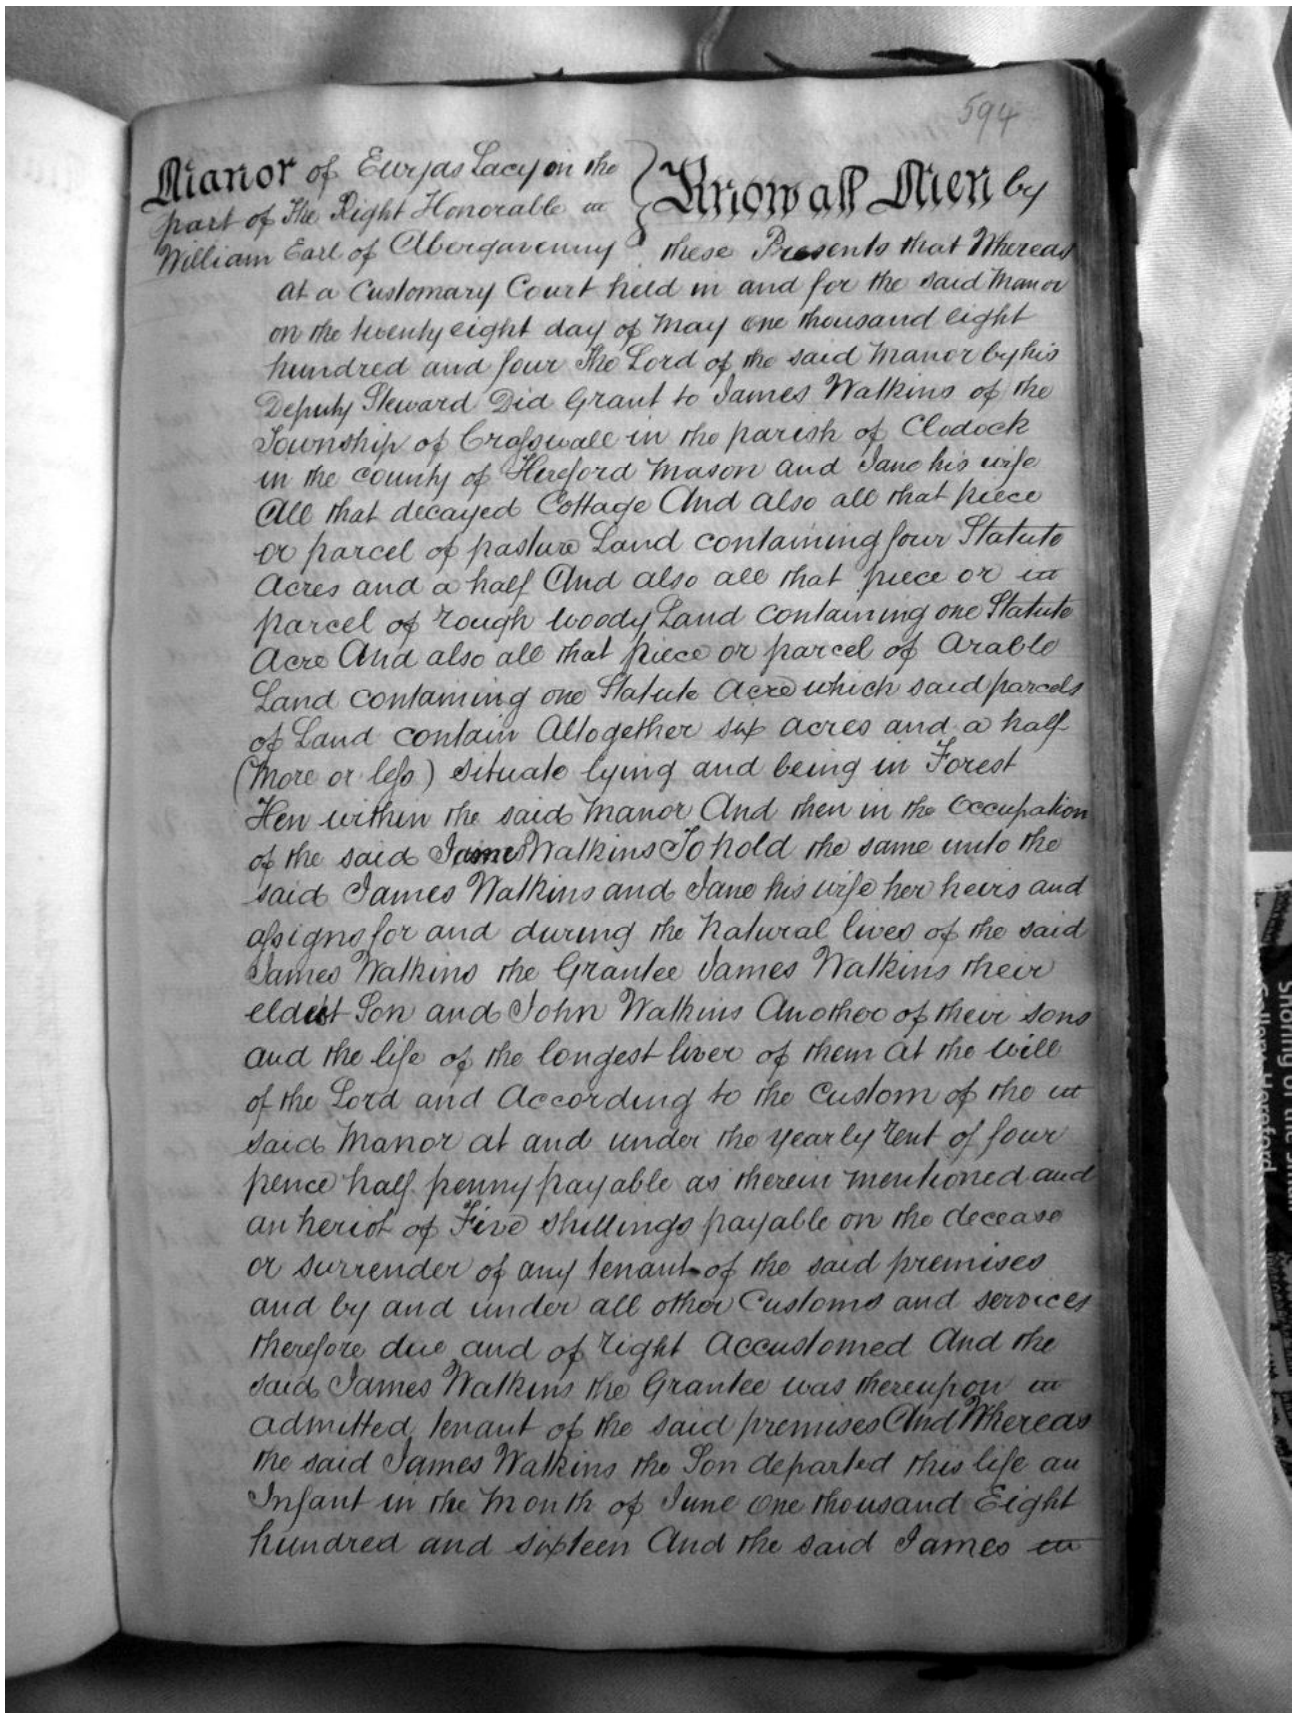 594
Manor of Ewyas Lacy on the
part of The Right Honorable
William Earl of Abergavenny
Know all Men by
these Presents that Whereas
at a Customary Court held in and for the said Manor
on the twenty eight day of May one thousand eight
hundred and four The Lord of the said Manor by his
Deputy Steward Did Grant to James Watkins of the
Township of Crasswall in the parish of Clodock
in the county of Hereford Mason and Jane his wife
All that decayed Cottage And also all that piece
or parcel of pasture Land containing four Statute
Acres and a half And also all that piece or
parcel of rough woody Land containing one Statute
Acre And also all that piece or parcel of Arable
Land containing one Statute Acre which said parcels
of Land contain Altogether six acres and a half
(more or less) situate lying and being in Forest
Hen within the said Manor And then in the Occupation
of the said James Watkins To hold the same unto the
said James Watkins and Jane his wife her heirs and
assigns for and during the Natural lives of the said
James Watkins the Grantee James Watkins their
eldest Son and John Watkins Another of their sons
and the life of the longest liver of them at the Will
of the Lord and According to the Custom of the
said Manor at and under the yearly rent of four
pence half penny payable as therein mentioned and
an heriot of Five shillings payable on the decease
or surrender of any tenant of the said premises
and by and under all other Customs and services
therefore due and of right Accustomed And the
said James Watkins the Grantee was thereupon
admitted tenant of the said premises And Whereas
the said James Watkins the Son departed this life an
Infant in the Month of June one thousand Eight
hundred and sixteen And the said James